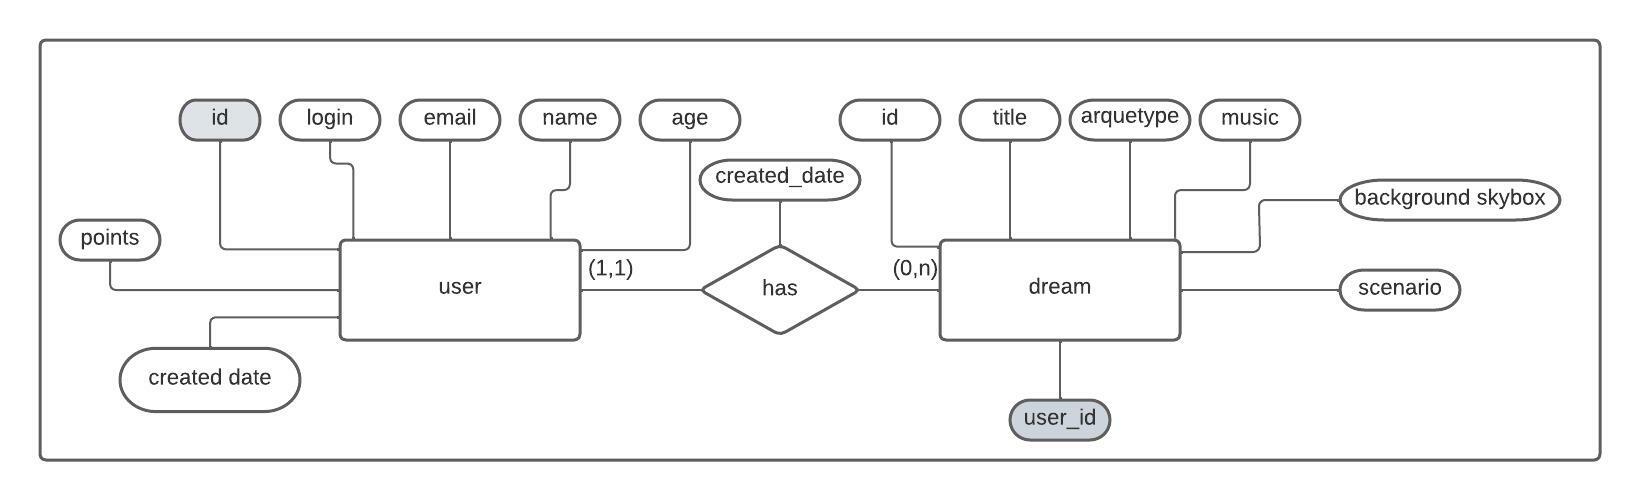 id
login
email
name
age
id
title
arquetype
music
created_date
background skybox
points
(1,1)
(0,n)
user
has
dream
scenario
created date
user_id